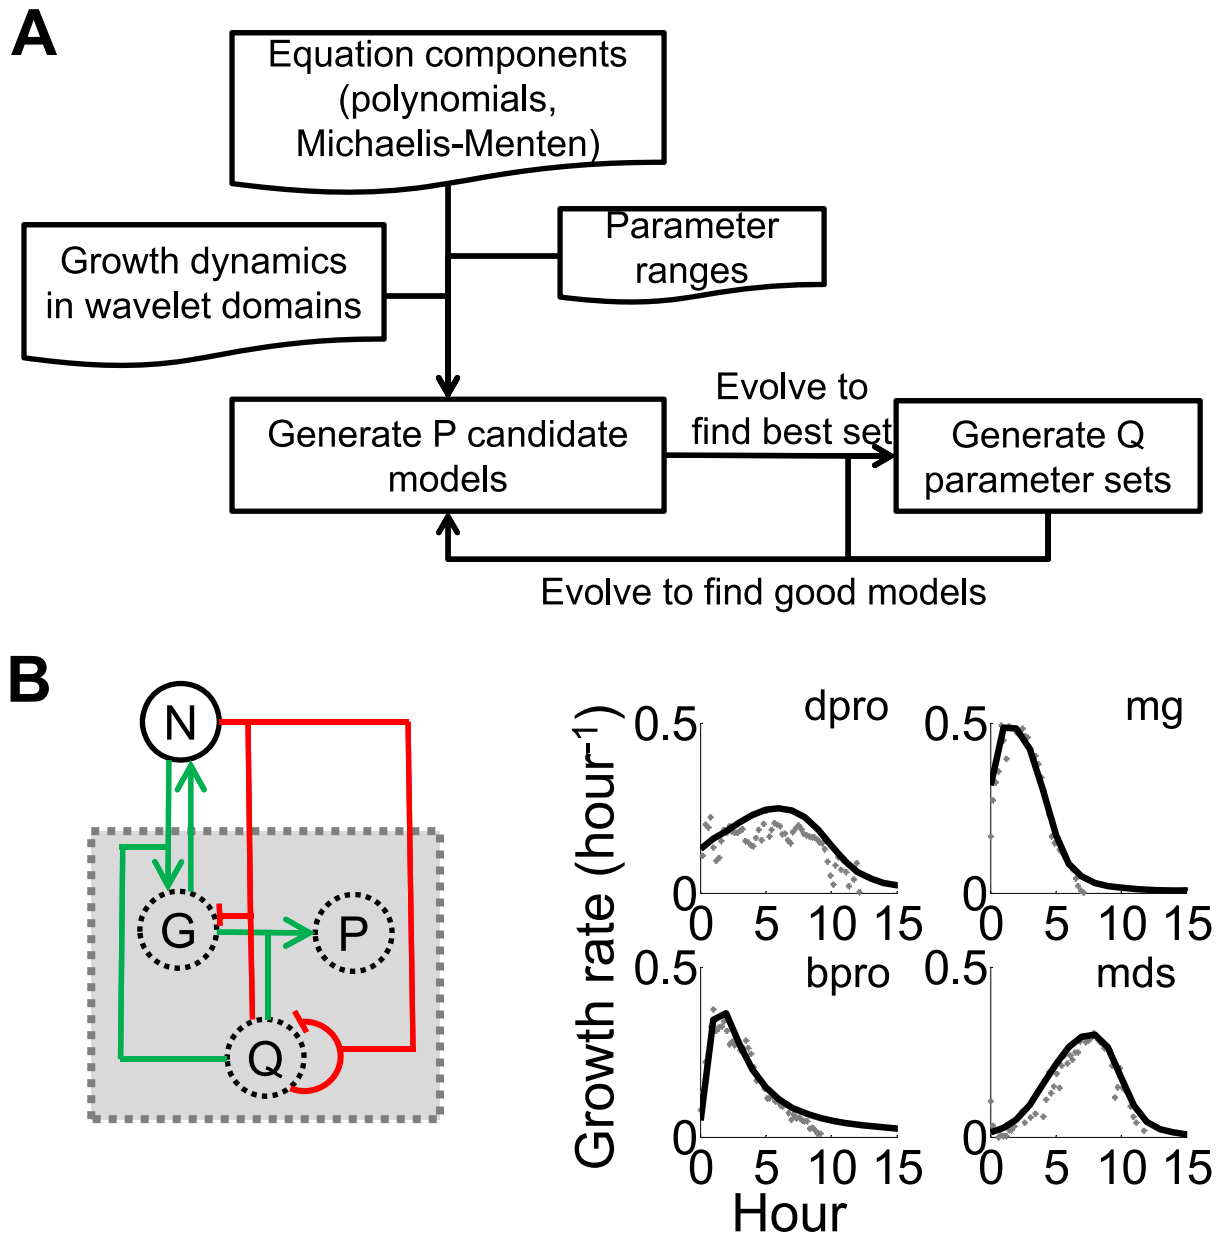 A
Equation components
(polynomials,
Michaelis-Menten)
Growth dynamics
in wavelet domains
Parameter
ranges
Generate P candidate
models
Evolve to
find best set
Generate Q
parameter sets
Evolve to find good models
B
N
G
P
Q
Growth rate (hour⁻¹)
dpro
0.5
0
0 5 10 15
mg
0.5
0
0 5 10 15
bpro
0.5
0
0 5 10 15
mds
0.5
0
0 5 10 15
Hour